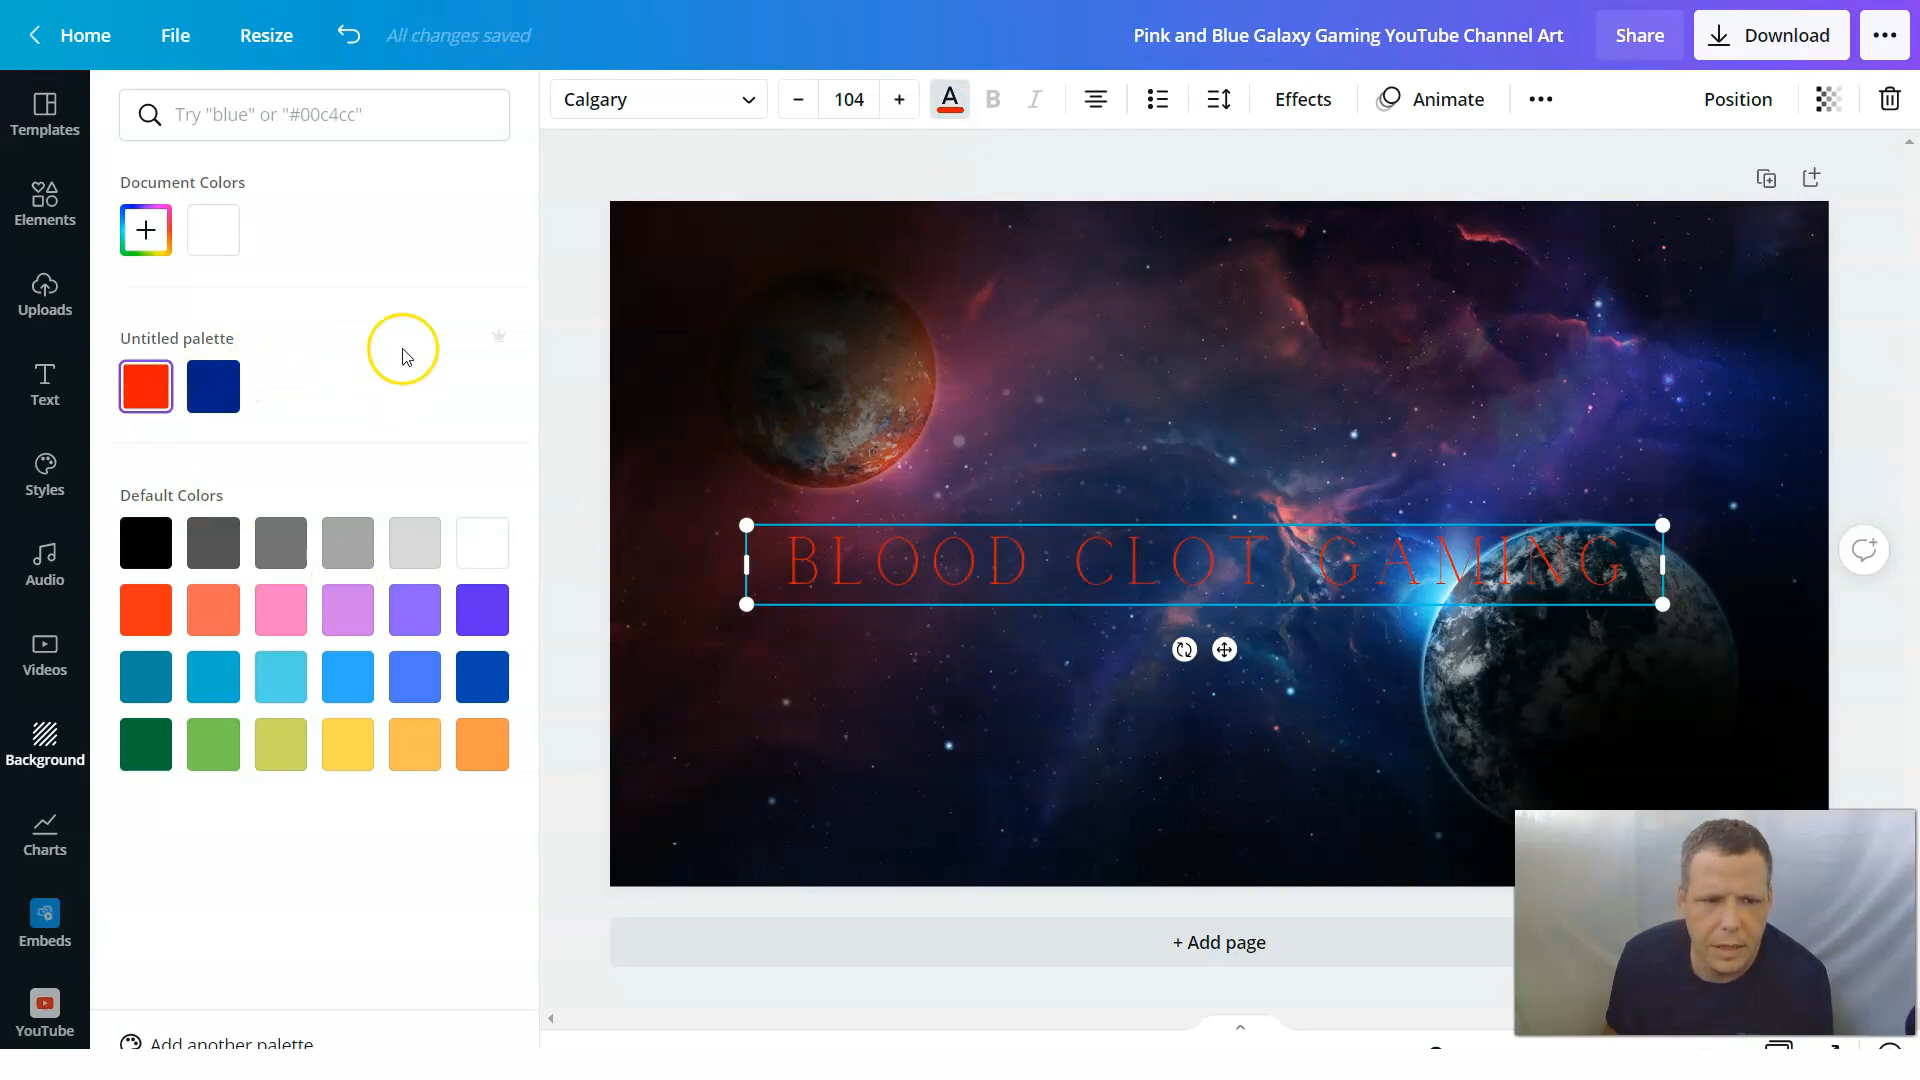 Home File Resize All changes saved Pink and Blue Galaxy Gaming YouTube Channel Art Share Download
Templates
Elements
Uploads
Text
Styles
Audio
Videos
Background
Charts
Embeds
YouTube
Try "blue" or "#00c4cc"
Document Colors
Untitled palette
Default Colors
Add another palette
Calgary 104 A B I Effects Animate Position
BLOOD CLOT GAMING
+ Add page